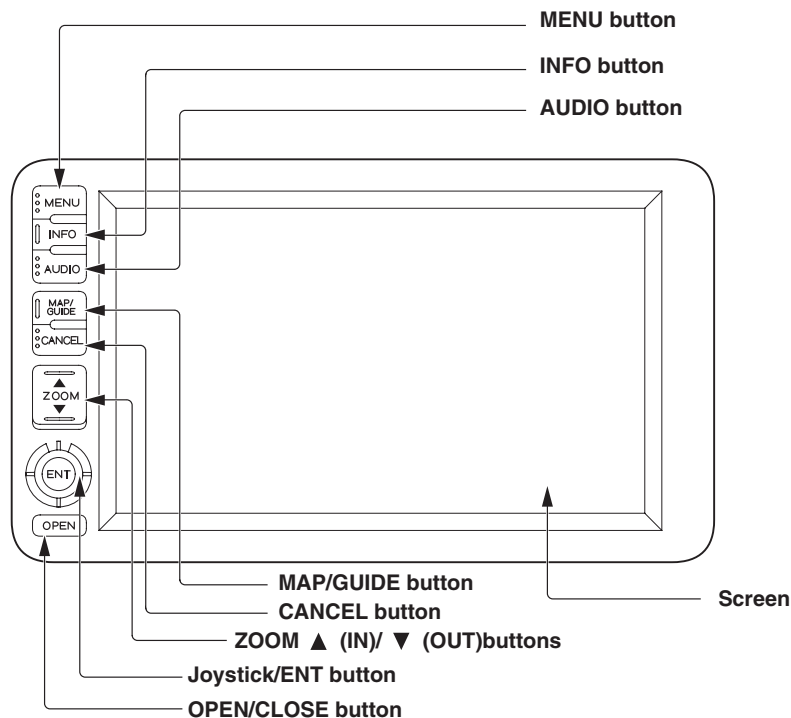 MENU button
INFO button
AUDIO button
MENU
INFO
AUDIO
MAP/
GUIDE
CANCEL
▲
ZOOM
▼
ENT
OPEN
MAP/GUIDE button
Screen
CANCEL button
ZOOM ▲ (IN)/ ▼ (OUT)buttons
Joystick/ENT button
OPEN/CLOSE button